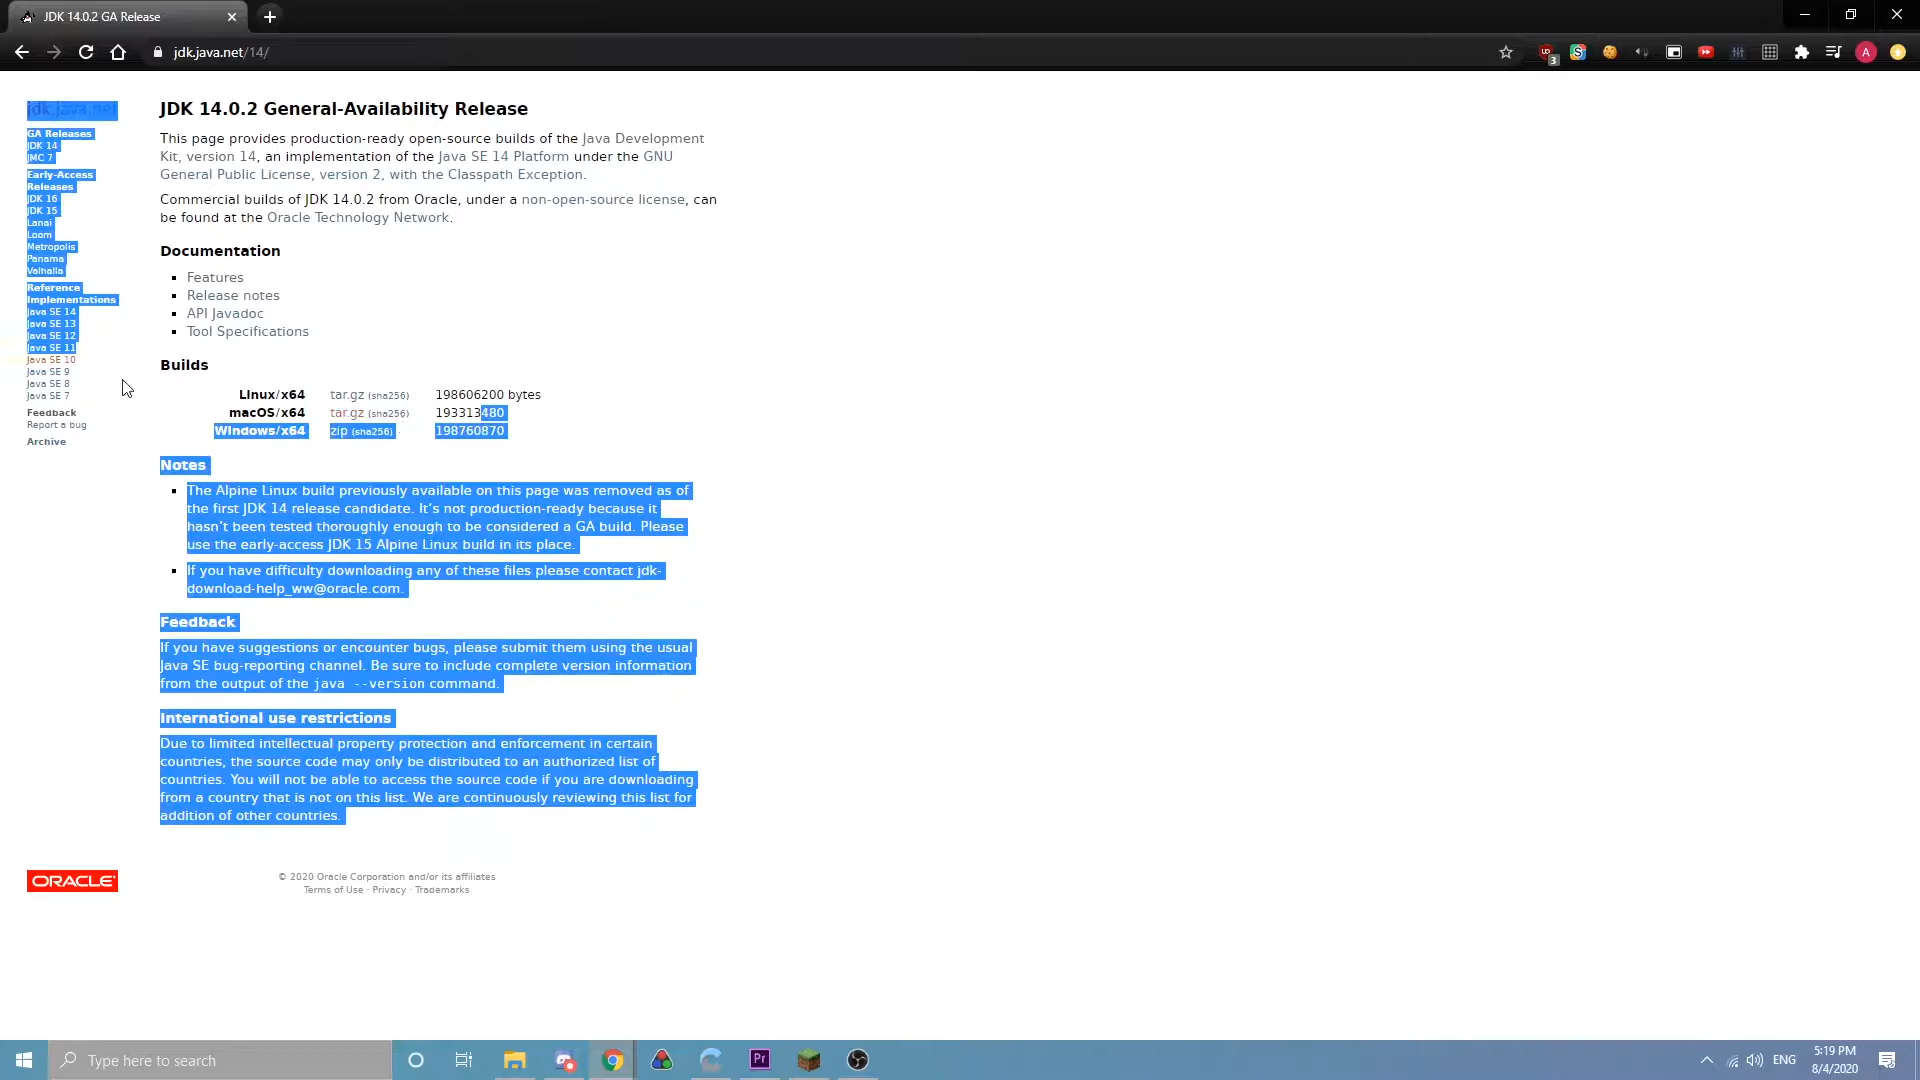 JDK 14.0.2 GA Release
jdk.java.net/14/
3
A
jdk.java.net
GA Releases
JDK 14
JMC 7
Early-Access
Releases
JDK 16
JDK 15
Lanai
Loom
Metropolis
Panama
Valhalla
Reference
Implementations
Java SE 14
Java SE 13
Java SE 12
Java SE 11
Java SE 10
Java SE 9
Java SE 8
Java SE 7
Feedback
Report a bug
Archive
JDK 14.0.2 General-Availability Release
This page provides production-ready open-source builds of the Java Development
Kit, version 14, an implementation of the Java SE 14 Platform under the GNU
General Public License, version 2, with the Classpath Exception.
Commercial builds of JDK 14.0.2 from Oracle, under a non-open-source license, can
be found at the Oracle Technology Network.
Documentation
Features
Release notes
API Javadoc
Tool Specifications
Builds
Linux/x64 tar.gz (sha256) 198606200 bytes
macOS/x64 tar.gz (sha256) 193313480
Windows/x64 zip (sha256) 198760870
Notes
The Alpine Linux build previously available on this page was removed as of
the first JDK 14 release candidate. It’s not production-ready because it
hasn’t been tested thoroughly enough to be considered a GA build. Please
use the early-access JDK 15 Alpine Linux build in its place.
If you have difficulty downloading any of these files please contact jdk-
download-help_ww@oracle.com.
Feedback
If you have suggestions or encounter bugs, please submit them using the usual
Java SE bug-reporting channel. Be sure to include complete version information
from the output of the java --version command.
International use restrictions
Due to limited intellectual property protection and enforcement in certain
countries, the source code may only be distributed to an authorized list of
countries. You will not be able to access the source code if you are downloading
from a country that is not on this list. We are continuously reviewing this list for
addition of other countries.
ORACLE
© 2020 Oracle Corporation and/or its affiliates
Terms of Use · Privacy · Trademarks
Type here to search
Pr
ENG
5:19 PM
8/4/2020